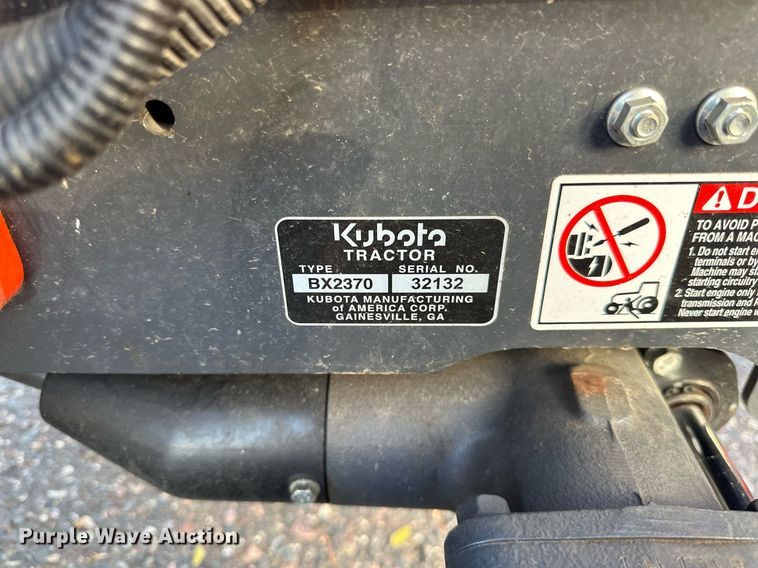 Kubota
TRACTOR
TYPE SERIAL NO.
BX2370 32132
KUBOTA MANUFACTURING
of AMERICA CORP.
GAINESVILLE, GA
TO AVOID
FROM A
1. Do not start
terminals or by
Machine may
starting circuitry
2. Start engine only
transmission and
Never start engine
Purple Wave Auction